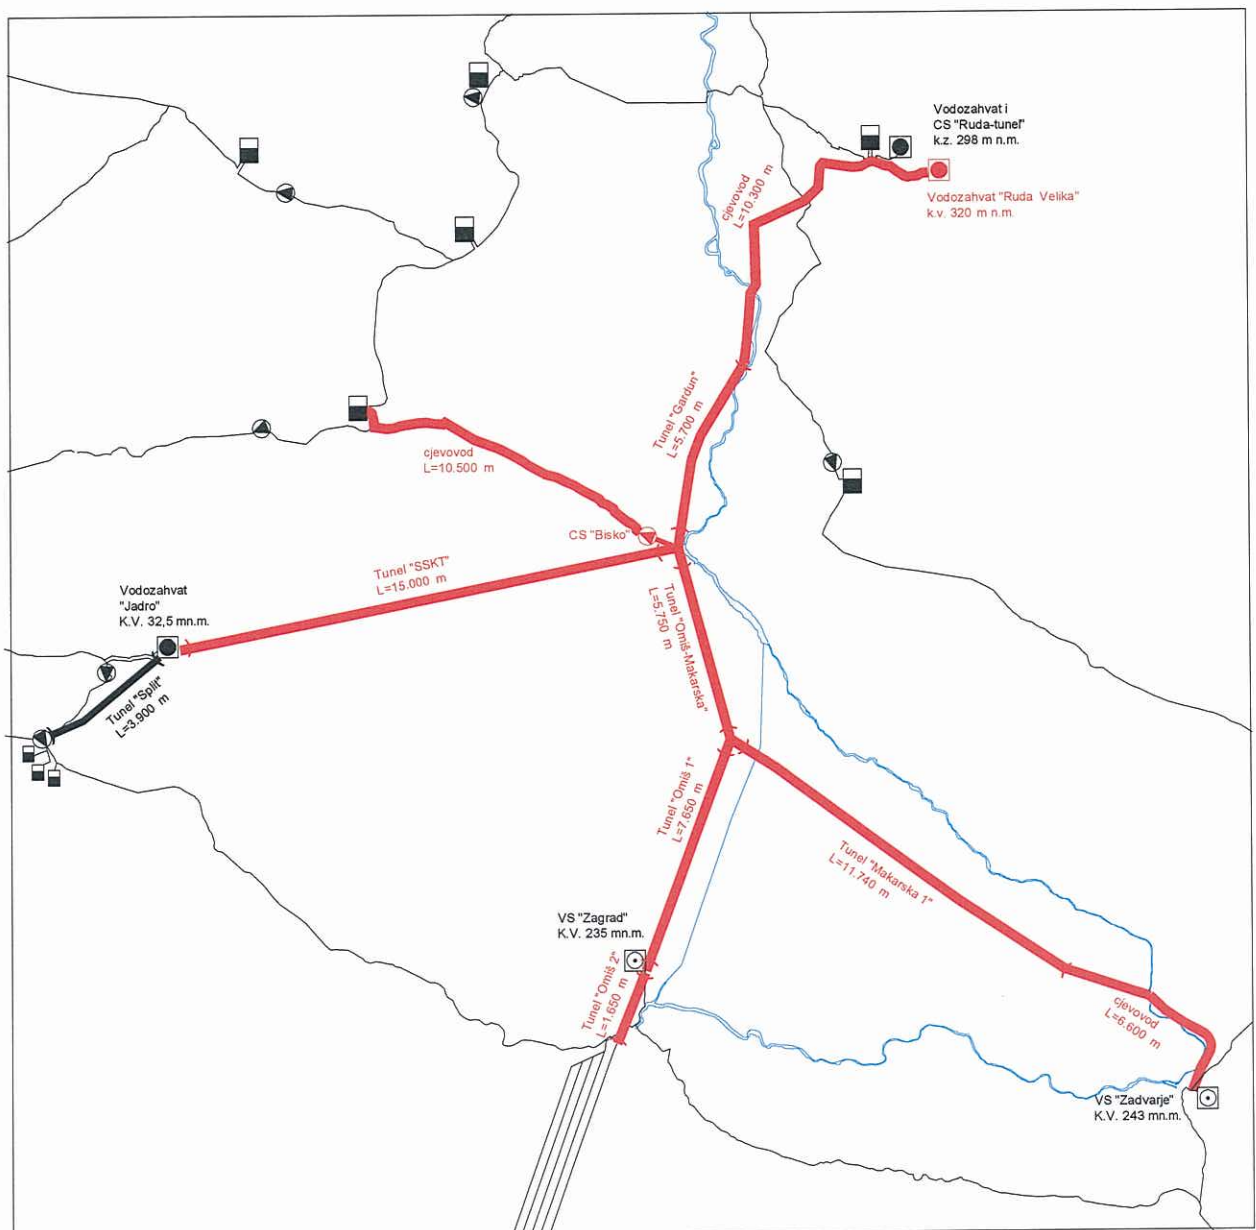 Vodozahvat i
CS "Ruda-tunel"
k.z. 298 m n.m.
Vodozahvat "Ruda Velika"
k.v. 320 m n.m.
cjevovod
L=10.300 m
Tunel "Gardun"
L=5.700 m
cjevovod
L=10.500 m
CS "Bisko"
Tunel "SSKT"
L=15.000 m
Vodozahvat
"Jadro"
K.V. 32,5 mn.m.
Tunel "Split"
L=3.900 m
Tunel "Omiš-Makarska"
L=5.750 m
Tunel "Omiš 1"
L=7.650 m
Tunel "Makarska 1"
L=11.740 m
VS "Zagrad"
K.V. 235 mn.m.
Tunel "Omiš 2"
L=1.650 m
cjevovod
L=6.600 m
VS "Zadvarje"
K.V. 243 mn.m.